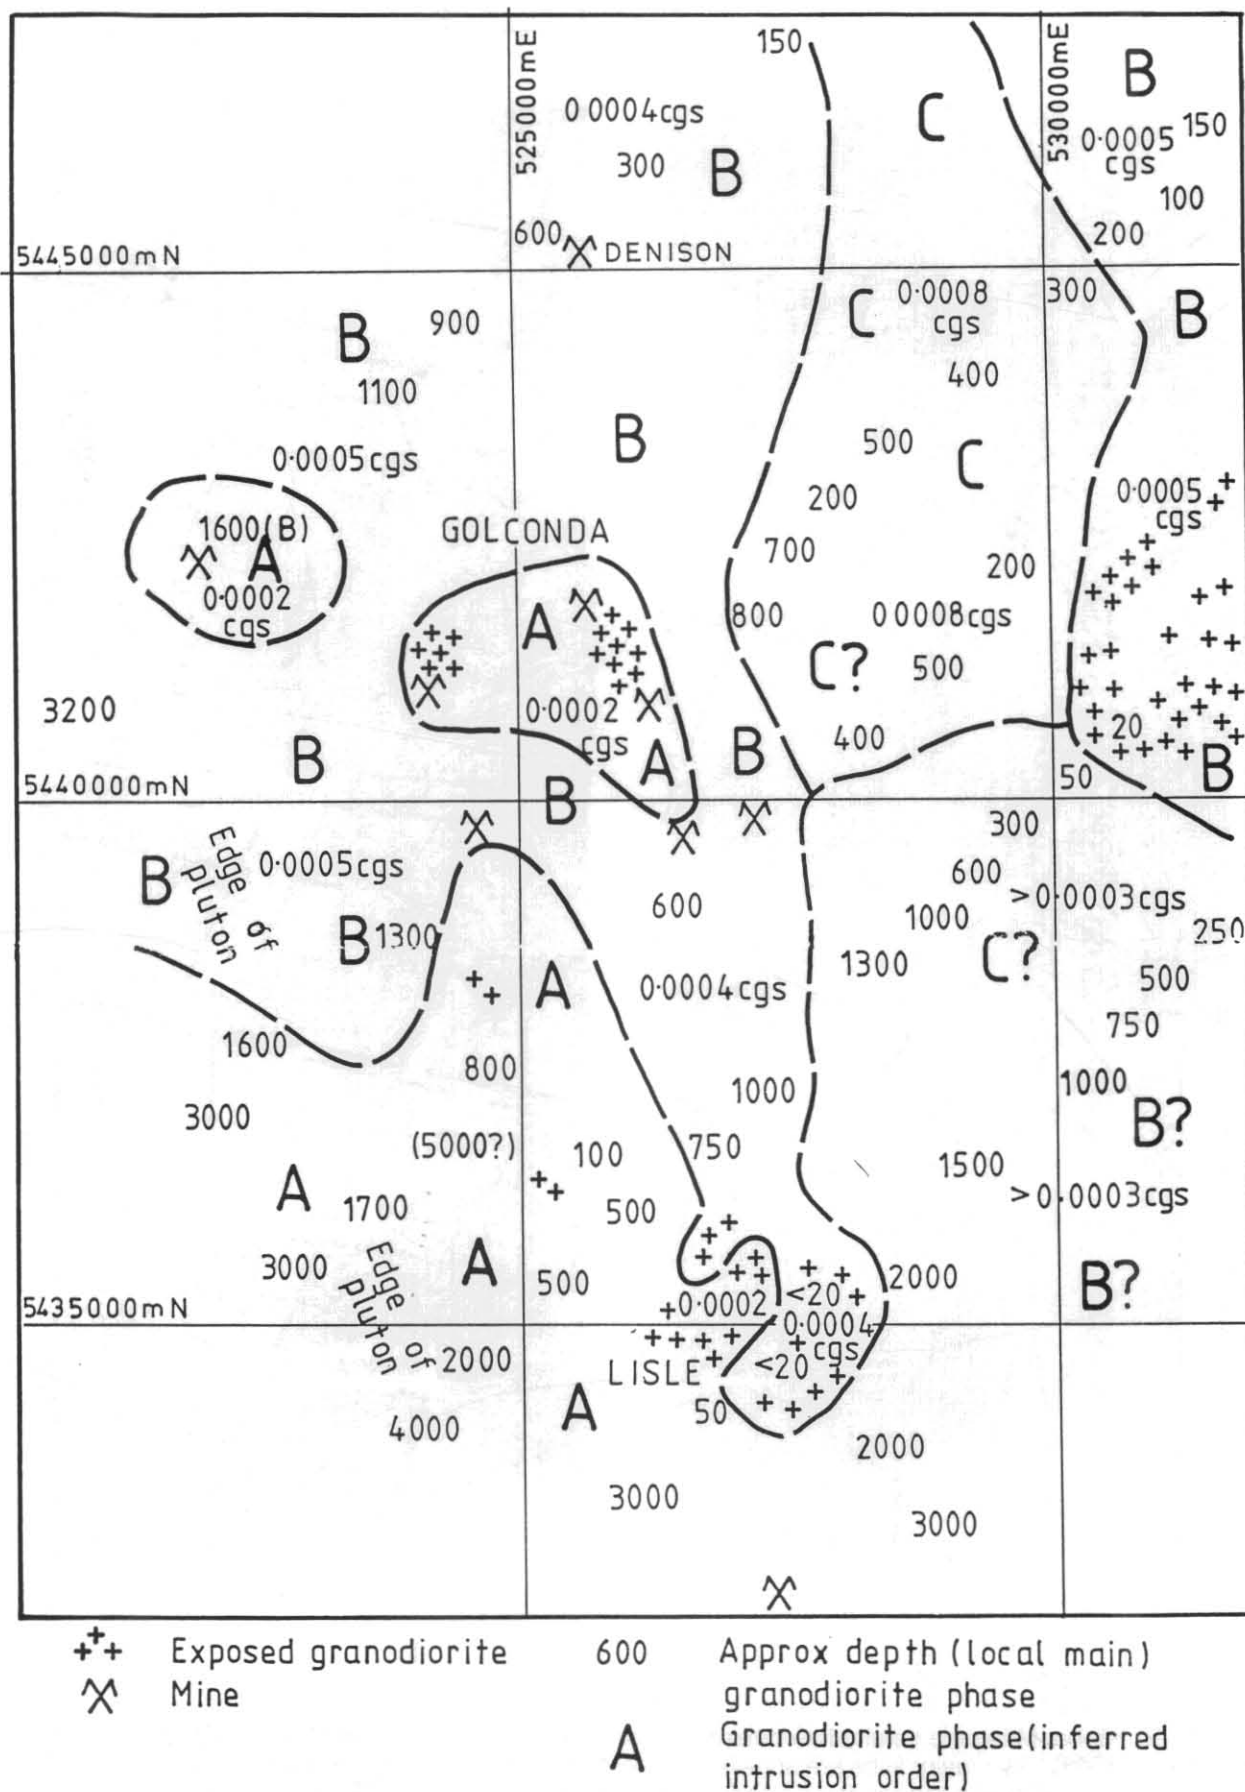 150
525000mE
530000mE
B
0·0004cgs
C
0·0005
cgs
150
300
B
100
600
DENISON
200
5445000mN
B
900
C
0·0008
cgs
300
B
1100
400
B
500
C
0·0005cgs
0·0005
cgs
200
1600(B)
GOLCONDA
700
200
A
0·0002
cgs
A
800
0·0008cgs
C?
500
3200
0·0002
cgs
20
B
A
B
400
B
50
5440000mN
B
300
B
Edge of
pluton
0·0005cgs
600
>0·0003cgs
600
1000
250
B
1300
C?
1300
A
0·0004cgs
500
750
1600
800
1000
1000
3000
B?
(5000?)
100
750
1500
>0·0003cgs
A
1700
500
3000
Edge of
pluton
A
500
2000
B?
0·0002
<20
5435000mN
0·0004
cgs
2000
LISLE
<20
A
50
4000
2000
3000
3000
Exposed granodiorite
Mine
600
Approx depth (local main)
granodiorite phase
A
Granodiorite phase(inferred
intrusion order)